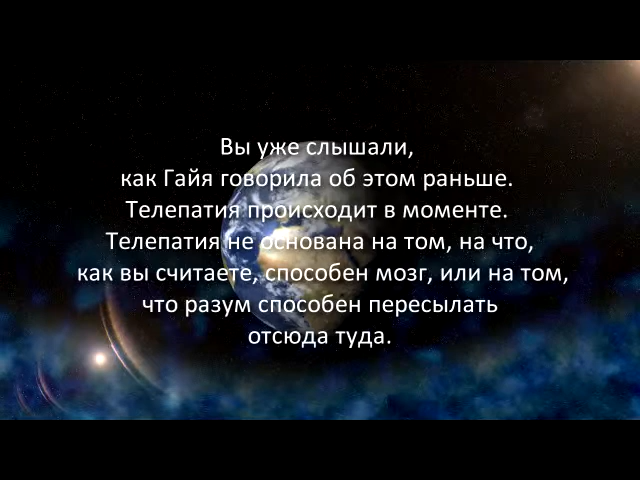 Вы уже слышали,
как Гайя говорила об этом раньше.
Телепатия происходит в моменте.
Телепатия не основана на том, на что,
как вы считаете, способен мозг, или на том,
что разум способен пересылать
отсюда туда.